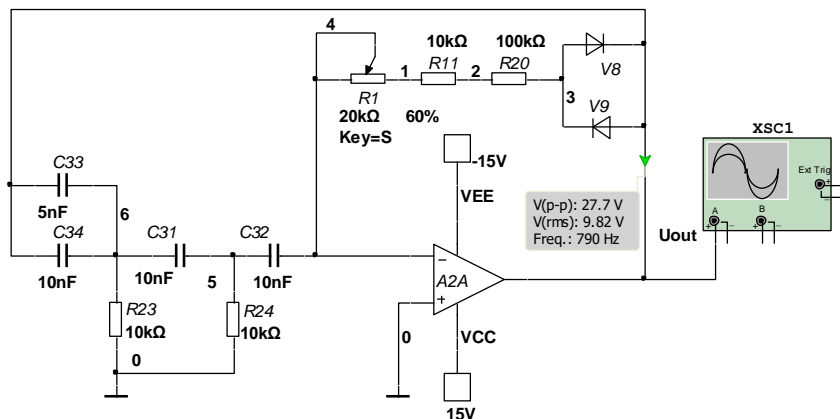 4
10kΩ
100kΩ
R11
R20
V8
1
2
3
R1
20kΩ
60%
Key=S
V9
XSC1
Ext Trig
+
−
A
B
+
−
+
−
-15V
VEE
V(p-p): 27.7 V
V(rms): 9.82 V
Freq.: 790 Hz
Uout
C33
5nF
6
C34
C31
C32
10nF
10nF
5
10nF
−
A2A
+
R23
10kΩ
R24
10kΩ
0
0
VCC
15V